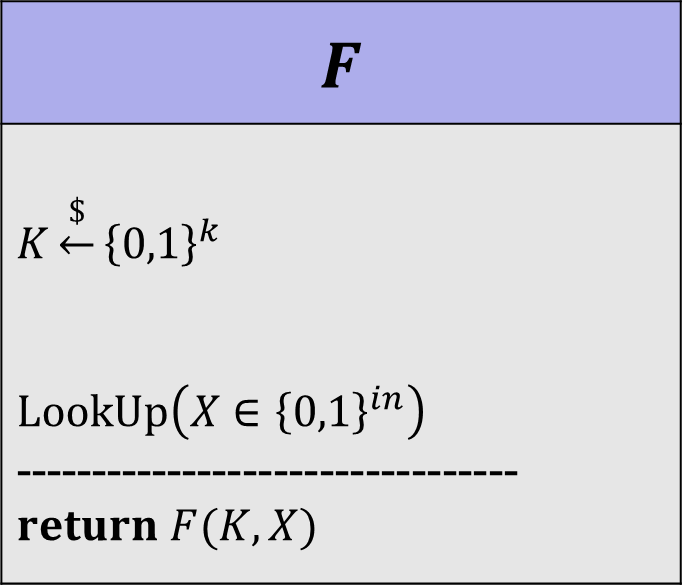 F
K ←$ {0,1}^k
LookUp(X ∈ {0,1}^in)
---------------------------------
return F(K, X)